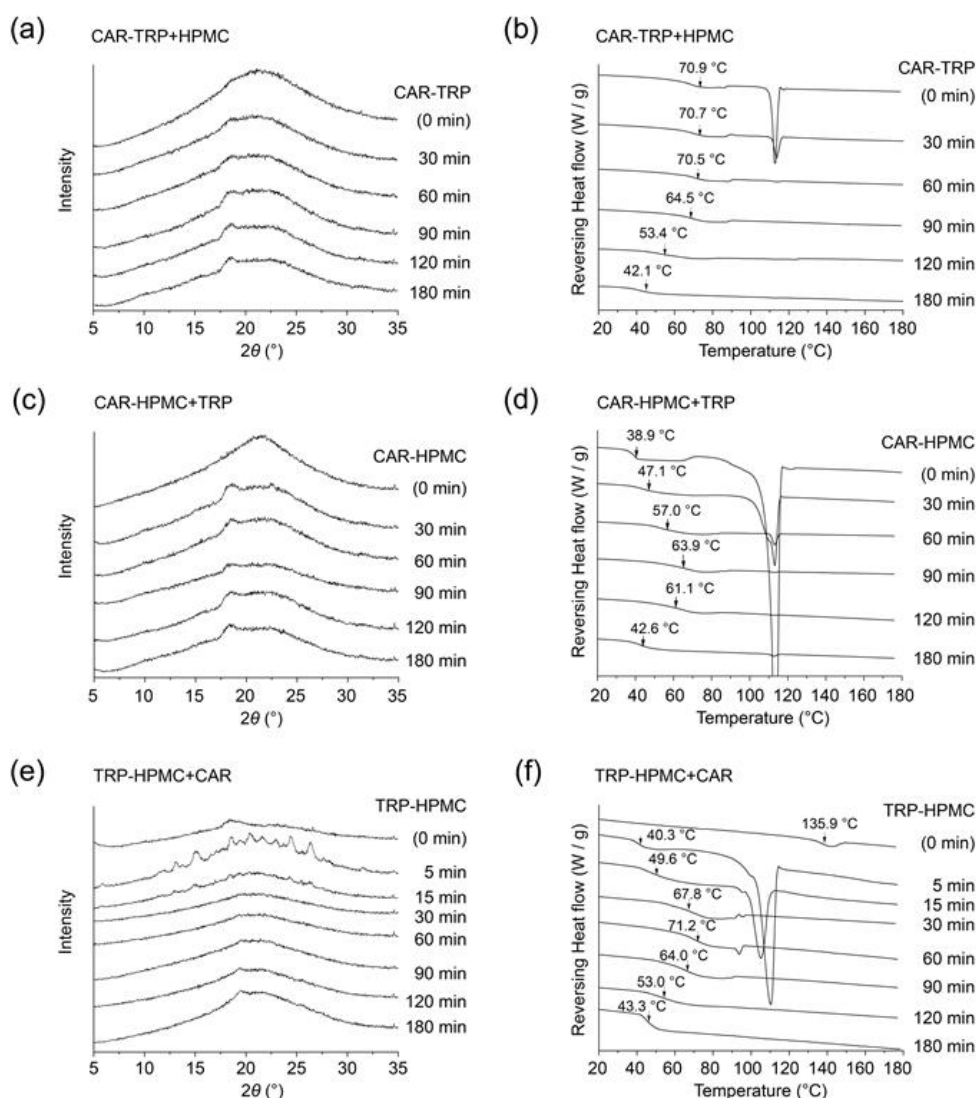 (a) CAR-TRP+HPMC
Intensity
CAR-TRP
(0 min)
30 min
60 min
90 min
120 min
180 min
5 10 15 20 25 30 35
2θ (°)
(b) CAR-TRP+HPMC
Reversing Heat flow (W / g)
CAR-TRP
70.9 °C
(0 min)
70.7 °C
30 min
70.5 °C
60 min
64.5 °C
90 min
53.4 °C
120 min
42.1 °C
180 min
20 40 60 80 100 120 140 160 180
Temperature (°C)
(c) CAR-HPMC+TRP
Intensity
CAR-HPMC
(0 min)
30 min
60 min
90 min
120 min
180 min
5 10 15 20 25 30 35
2θ (°)
(d) CAR-HPMC+TRP
Reversing Heat flow (W / g)
38.9 °C
CAR-HPMC
(0 min)
47.1 °C
30 min
57.0 °C
60 min
63.9 °C
90 min
61.1 °C
120 min
42.6 °C
180 min
20 40 60 80 100 120 140 160 180
Temperature (°C)
(e) TRP-HPMC+CAR
Intensity
TRP-HPMC
(0 min)
5 min
15 min
30 min
60 min
90 min
120 min
180 min
5 10 15 20 25 30 35
2θ (°)
(f) TRP-HPMC+CAR
Reversing Heat flow (W / g)
TRP-HPMC
135.9 °C
(0 min)
40.3 °C
5 min
49.6 °C
15 min
67.8 °C
30 min
71.2 °C
60 min
64.0 °C
90 min
53.0 °C
120 min
43.3 °C
180 min
20 40 60 80 100 120 140 160 180
Temperature (°C)